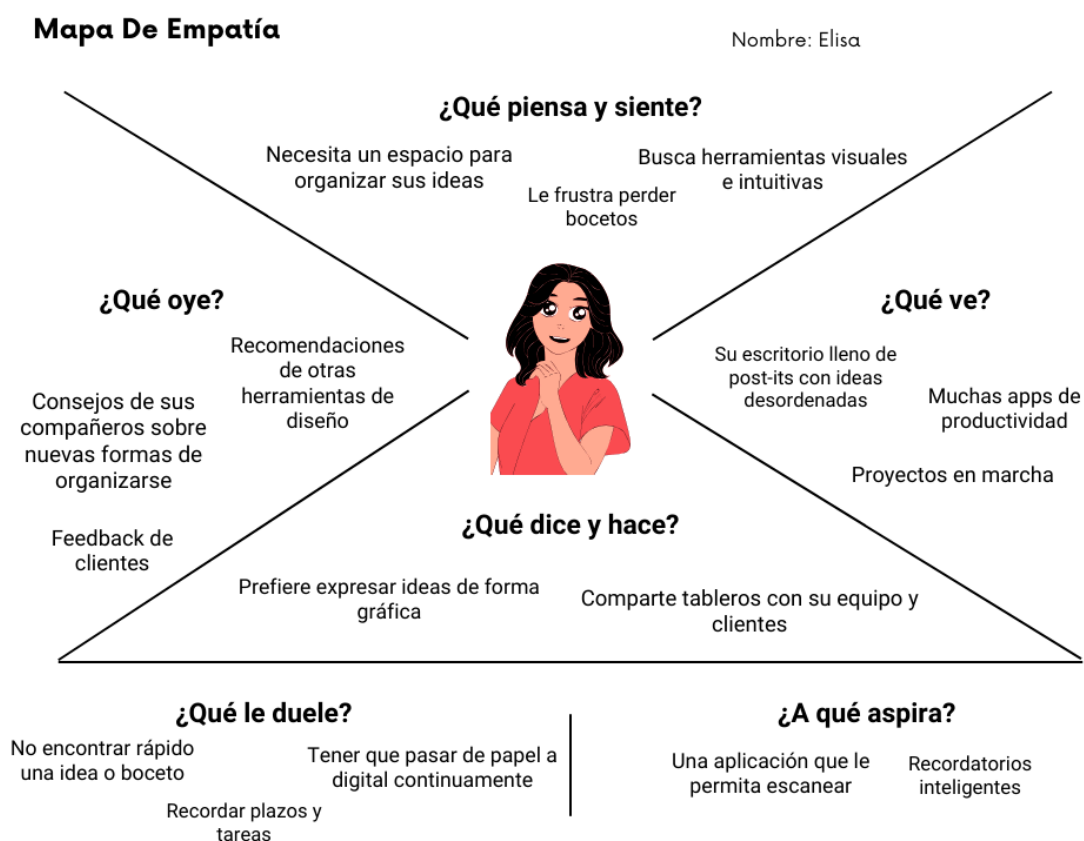 Mapa De Empatía
Nombre: Elisa
¿Qué piensa y siente?
Necesita un espacio para
organizar sus ideas
Le frustra perder
bocetos
Busca herramientas visuales
e intuitivas
¿Qué oye?
Recomendaciones
de otras
herramientas de
diseño
Consejos de sus
compañeros sobre
nuevas formas de
organizarse
Feedback de
clientes
¿Qué ve?
Su escritorio lleno de
post-its con ideas
desordenadas
Muchas apps de
productividad
Proyectos en marcha
¿Qué dice y hace?
Prefiere expresar ideas de forma
gráfica
Comparte tableros con su equipo y
clientes
¿Qué le duele?
No encontrar rápido
una idea o boceto
Tener que pasar de papel a
digital continuamente
Recordar plazos y
tareas
¿A qué aspira?
Una aplicación que le
permita escanear
Recordatorios
inteligentes